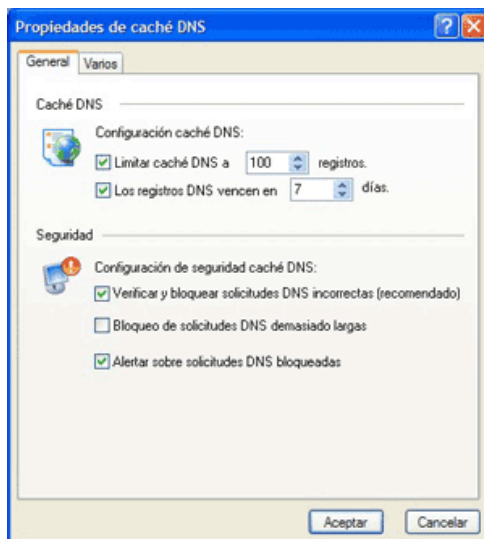 Propiedades de caché DNS
General Varios
Caché DNS
Configuración caché DNS:
Limitar caché DNS a 100 registros.
Los registros DNS vencen en 7 días.
Seguridad
Configuración de seguridad caché DNS:
Verificar y bloquear solicitudes DNS incorrectas (recomendado)
Bloqueo de solicitudes DNS demasiado largas
Alertar sobre solicitudes DNS bloqueadas
Aceptar Cancelar